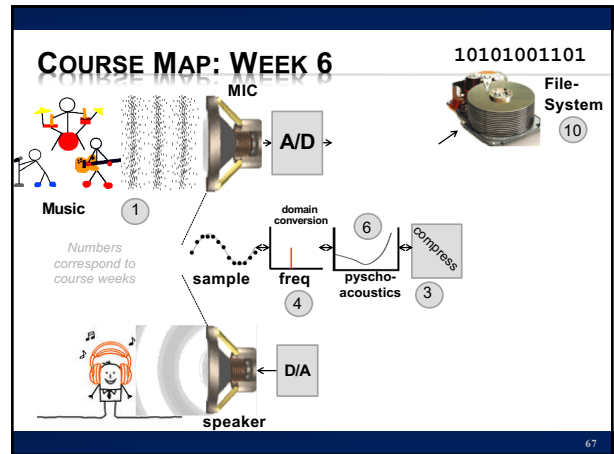 COURSE MAP: WEEK 6
10101001101
MIC
File-
System
10
A/D
Music
1
Numbers
correspond to
course weeks
domain
conversion
6
compress
sample
freq
pyscho-
acoustics
4
3
D/A
speaker
67